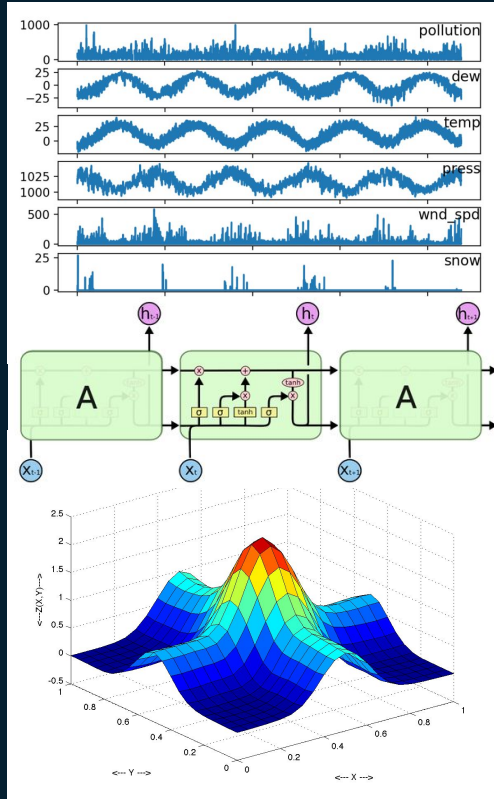 pollution
1000
0
dew
25
0
−25
temp
25
0
press
1025
1000
wnd_spd
500
0
snow
25
0
ht-1
ht
ht+1
A
x
+
tanh
x
x
σ
σ
tanh
σ
A
Xt-1
Xt
Xt+1
2.5
2
1.5
1
0.5
0
-0.5
<---Z(X,Y)--->
1
0.8
0.6
0.4
0.2
0
<--- Y --->
0
0.2
0.4
0.6
0.8
1
<--- X --->